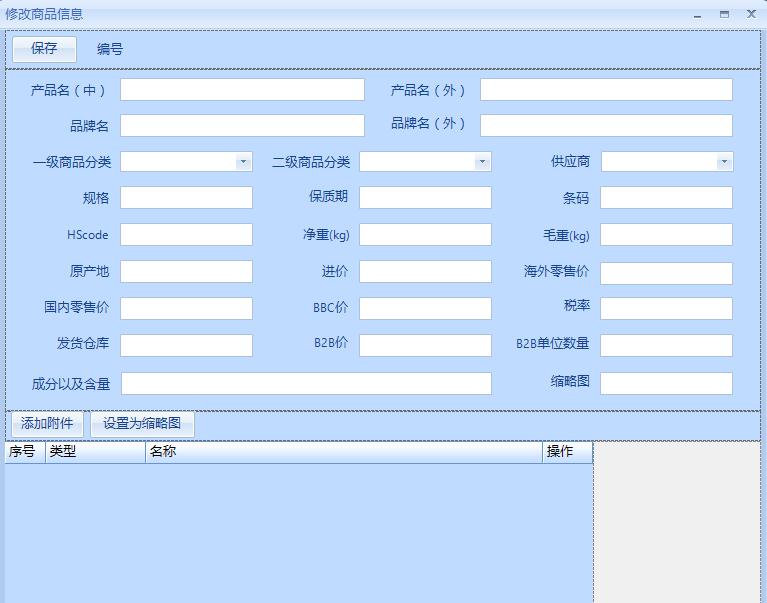 修改商品信息
保存 编号
产品名（中） 产品名（外）
品牌名 品牌名（外）
一级商品分类 二级商品分类 供应商
规格 保质期 条码
HScode 净重(kg) 毛重(kg)
原产地 进价 海外零售价
国内零售价 BBC价 税率
发货仓库 B2B价 B2B单位数量
成分以及含量 缩略图
添加附件 设置为缩略图
序号 类型 名称 操作